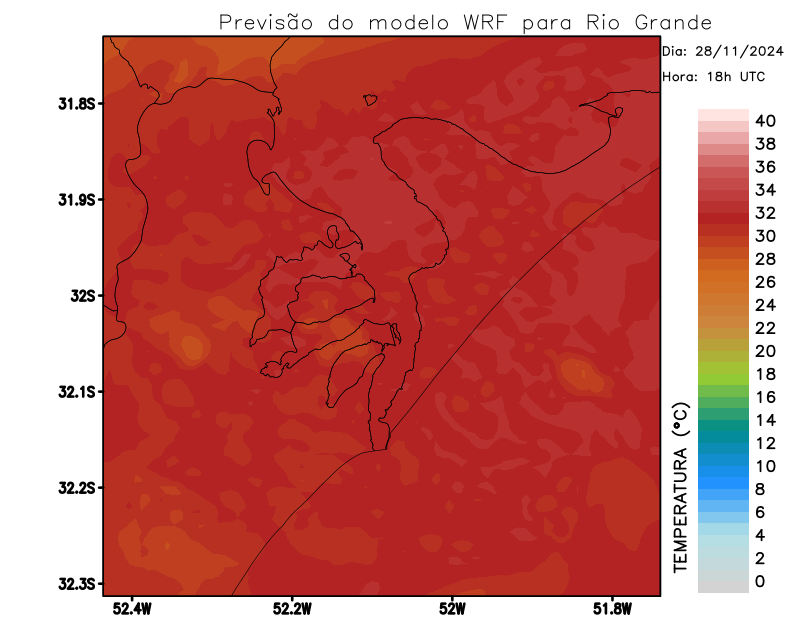 Previsão do modelo WRF para Rio Grande
Dia: 28/11/2024
Hora: 18h UTC
31.8S
31.9S
32S
32.1S
32.2S
32.3S
52.4W
52.2W
52W
51.8W
TEMPERATURA (°C)
40
38
36
34
32
30
28
26
24
22
20
18
16
14
12
10
8
6
4
2
0